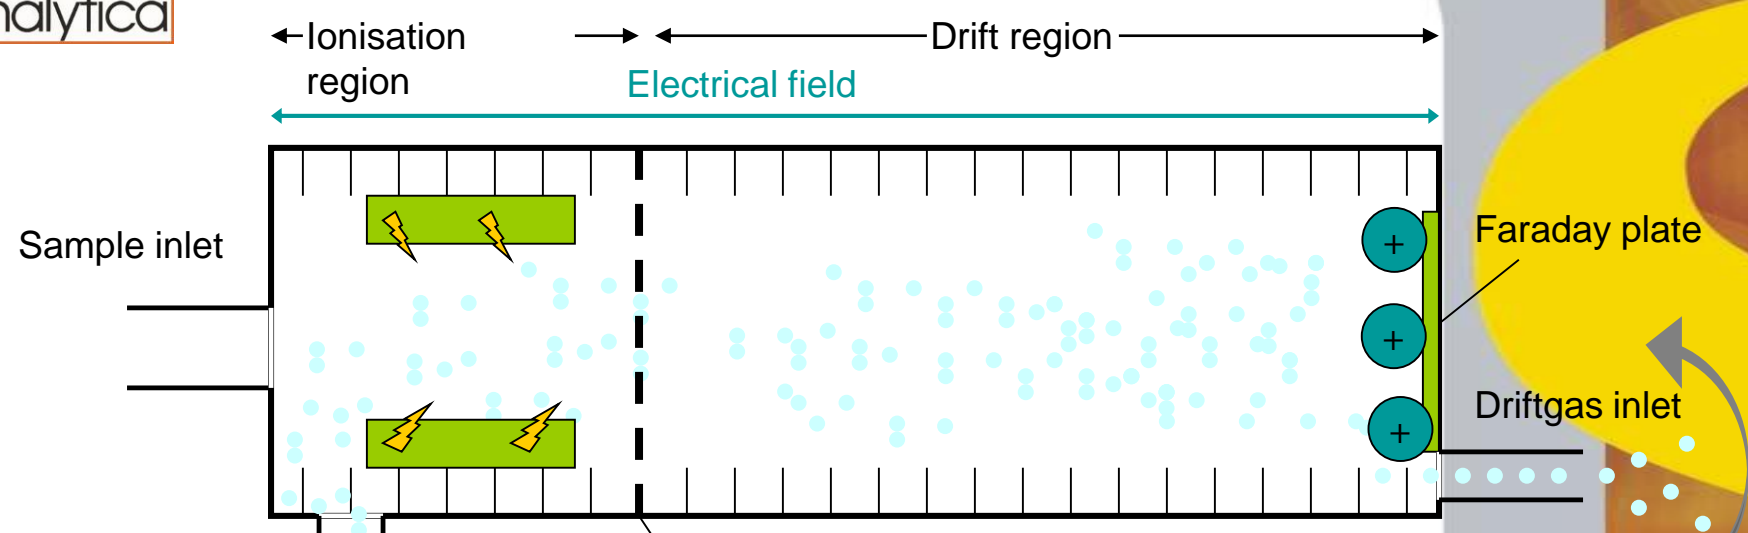 Ionisation
region
Drift region
Electrical field
Sample inlet
+
Faraday plate
+
Driftgas inlet
+